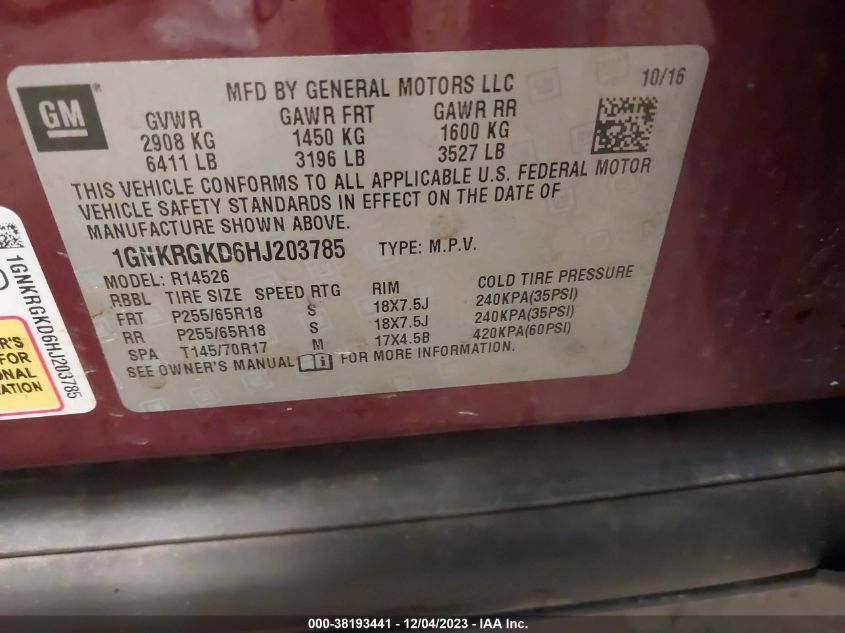 GM
®
MFD BY GENERAL MOTORS LLC
10/16
GVWR GAWR FRT GAWR RR
2908 KG 1450 KG 1600 KG
6411 LB 3196 LB 3527 LB
THIS VEHICLE CONFORMS TO ALL APPLICABLE U.S. FEDERAL MOTOR
VEHICLE SAFETY STANDARDS IN EFFECT ON THE DATE OF
MANUFACTURE SHOWN ABOVE.
1GNKRGKD6HJ203785 TYPE: M.P.V.
MODEL: R14526
RBBL TIRE SIZE SPEED RTG RIM COLD TIRE PRESSURE
FRT P255/65R18 S 18X7.5J 240KPA(35PSI)
RR P255/65R18 S 18X7.5J 240KPA(35PSI)
SPA T145/70R17 M 17X4.5B 420KPA(60PSI)
SEE OWNER'S MANUAL i FOR MORE INFORMATION.
1GNKRGKD6HJ203785
R'S
FOR
ONAL
ATION
000-38193441 - 12/04/2023 - IAA Inc.